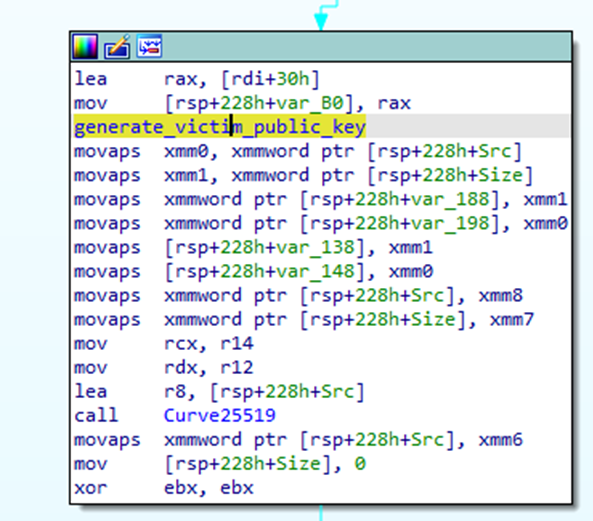 lea rax, [rdi+30h]
mov [rsp+228h+var_B0], rax
generate_victim_public_key
movaps xmm0, xmmword ptr [rsp+228h+Src]
movaps xmm1, xmmword ptr [rsp+228h+Size]
movaps xmmword ptr [rsp+228h+var_188], xmm1
movaps xmmword ptr [rsp+228h+var_198], xmm0
movaps [rsp+228h+var_138], xmm1
movaps [rsp+228h+var_148], xmm0
movaps xmmword ptr [rsp+228h+Src], xmm8
movaps xmmword ptr [rsp+228h+Size], xmm7
mov rcx, r14
mov rdx, r12
lea r8, [rsp+228h+Src]
call Curve25519
movaps xmmword ptr [rsp+228h+Src], xmm6
mov [rsp+228h+Size], 0
xor ebx, ebx